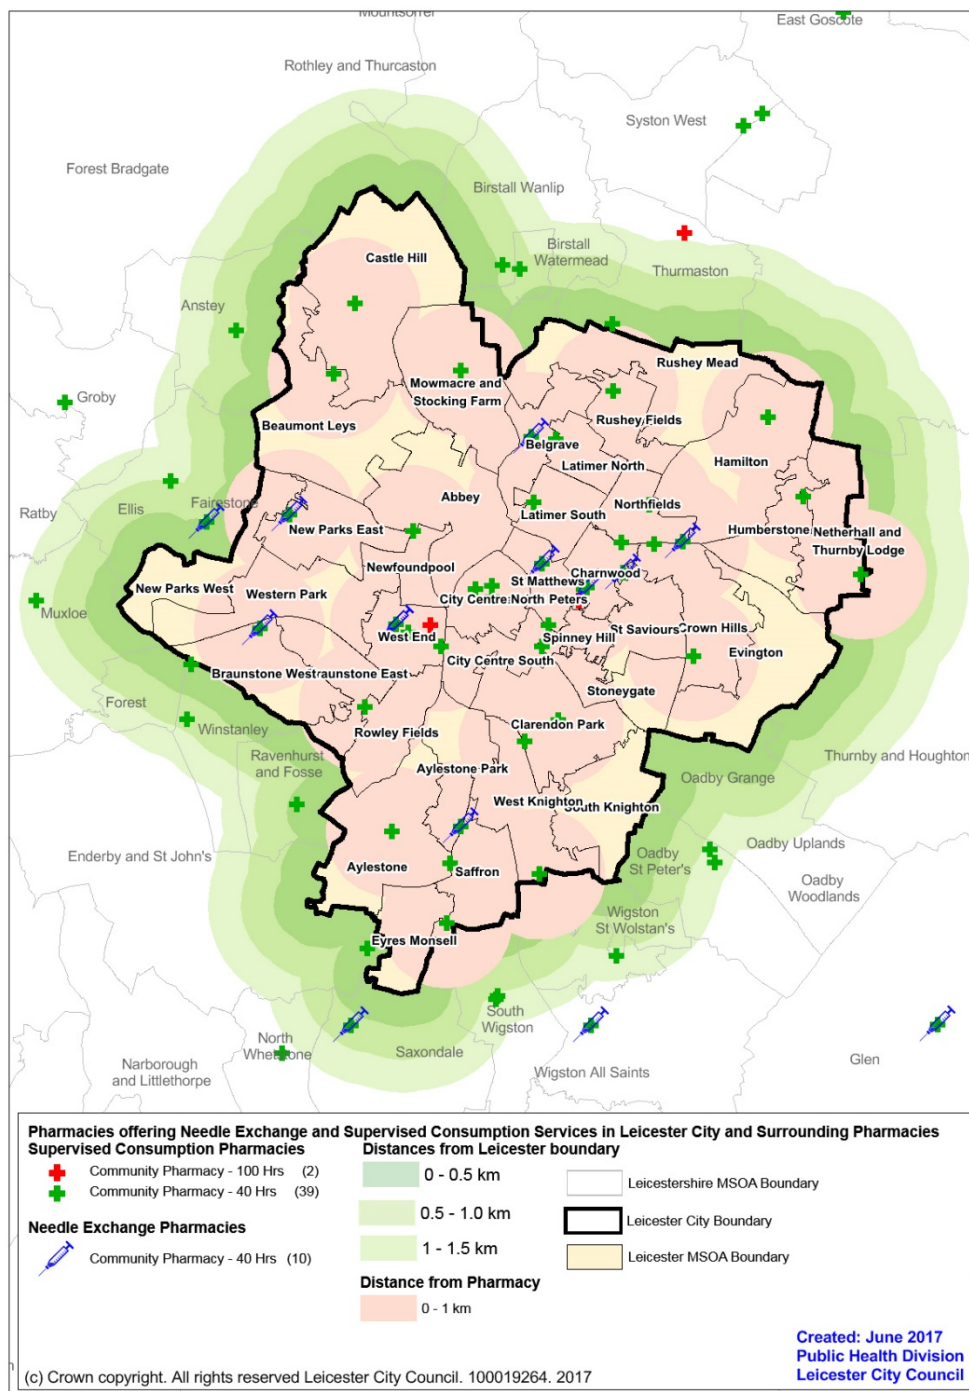 Mountsorrel
East Goscote
Rothley and Thurcaston
Syston West
Forest Bradgate
Birstall Wanlip
Birstall
Watermead
Castle Hill
Thurmaston
Anstey
Rushey Mead
Mowmacre and
Stocking Farm
Groby
Rushey Fields
Beaumont Leys
Belgrave
Latimer North
Hamilton
Abbey
Ratby
Ellis
Fairestone
Latimer South
Northfields
New Parks East
Humberstone
Netherhall and
Thurnby Lodge
Newfoundpool
St Matthews
Charnwood
New Parks West
Western Park
City Centre
North
Peters
Muxloe
West End
Spinney Hill
St Saviours
Crown Hills
Evington
City Centre South
Braunstone West
raunstone East
Stoneygate
Forest
Winstanley
Rowley Fields
Clarendon Park
Ravenhurst
and Fosse
Thurnby and Houghton
Aylestone Park
Oadby Grange
West Knighton
South Knighton
Enderby and St John's
Oadby Uplands
Aylestone
Saffron
Oadby
St Peter's
Oadby
Woodlands
Wigston
St Wolstan's
Eyres Monsell
South
Wigston
North
Whetstone
Saxondale
Glen
Narborough
and Littlethorpe
Wigston All Saints
Pharmacies offering Needle Exchange and Supervised Consumption Services in Leicester City and Surrounding Pharmacies
Supervised Consumption Pharmacies
Community Pharmacy - 100 Hrs (2)
Community Pharmacy - 40 Hrs (39)
Needle Exchange Pharmacies
Community Pharmacy - 40 Hrs (10)
Distances from Leicester boundary
0 - 0.5 km
0.5 - 1.0 km
1 - 1.5 km
Distance from Pharmacy
0 - 1 km
Leicestershire MSOA Boundary
Leicester City Boundary
Leicester MSOA Boundary
Created: June 2017
Public Health Division
Leicester City Council
(c) Crown copyright. All rights reserved Leicester City Council. 100019264. 2017